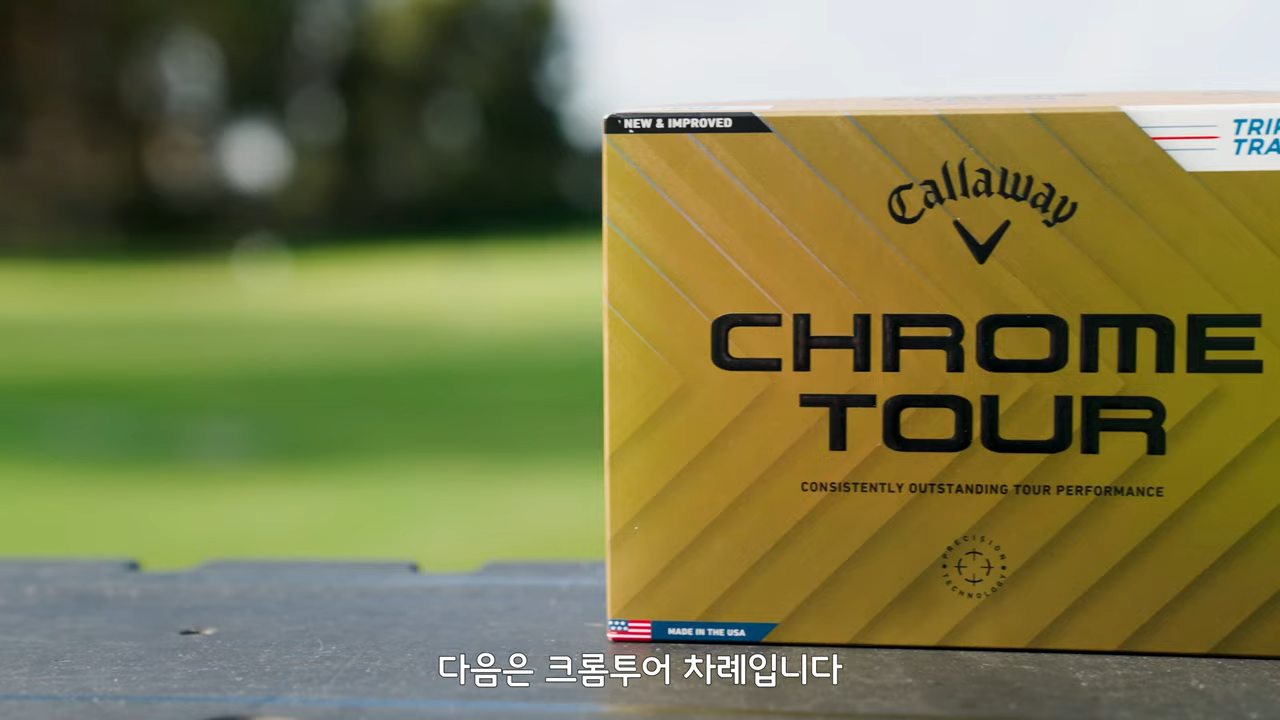 NEW & IMPROVED
Callaway
CHROME
TOUR
CONSISTENTLY OUTSTANDING TOUR PERFORMANCE
PRECISION
TECHNOLOGY
MADE IN THE USA
다음은 크롬투어 차례입니다